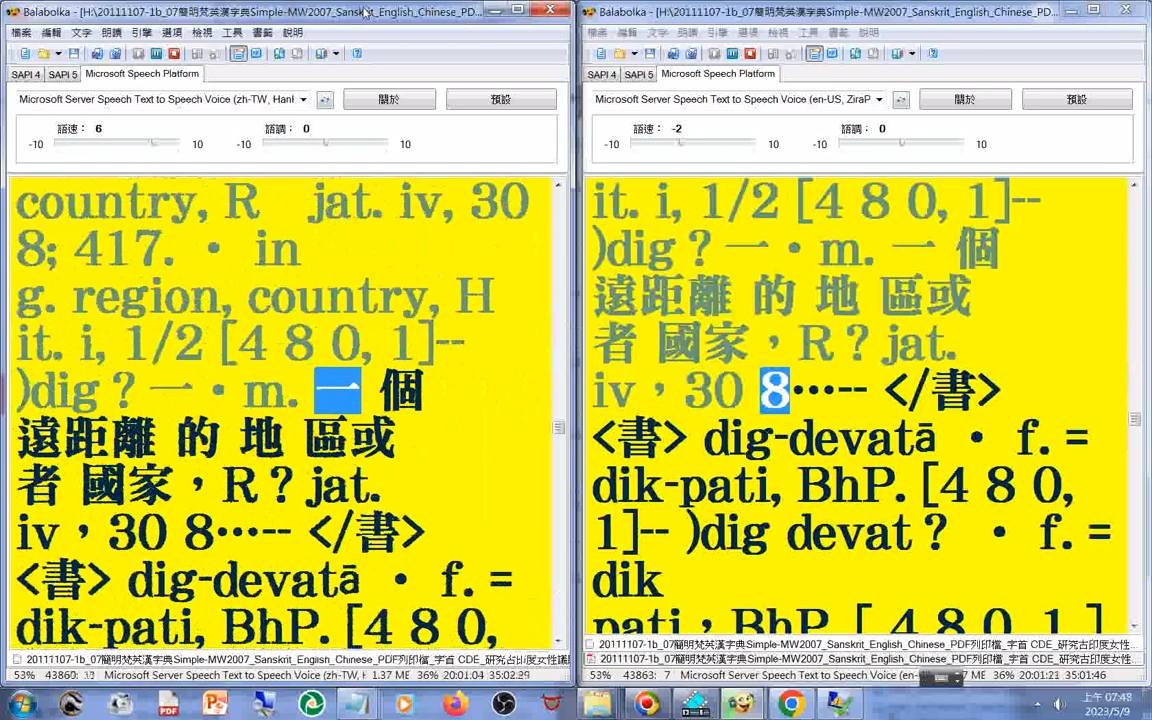 Balabolka - [H:\20111107-1b_07簡明梵英漢字典Simple-MW2007_Sanskrit_English_Chinese_PD...
檔案 編輯 文字 朗讀 引擎 選項 檢視 工具 書籤 說明
SAPI 4 SAPI 5 Microsoft Speech Platform
Microsoft Server Speech Text to Speech Voice (zh-TW, Hanl
關於 預設
語速： 6 語調： 0
-10 10 -10 10
country, R jat. iv, 30
8; 417. • in
g. region, country, H
it. i, 1/2 [4 8 0, 1]--
)dig ? 一 • m. 一 個
遠距離 的 地 區或
者 國家，R ? jat.
iv，30 8…-- </書>
<書> dig-devatā • f. =
dik-pati, BhP. [4 8 0,
20111107-1b_07簡明梵英漢字典Simple-MW2007_Sanskrit_English_Chinese_PDF列印檔_字首 CDE_研究古印度女性議
53% 43860: Microsoft Server Speech Text to Speech Voice (zh-TW, 1.37 ME 36% 20:01:04 35:02:29
Balabolka - [H:\20111107-1b_07簡明梵英漢字典Simple-MW2007_Sanskrit_English_Chinese_PD...
檔案 編輯 文字 朗讀 引擎 選項 檢視 工具 書籤 說明
SAPI 4 SAPI 5 Microsoft Speech Platform
Microsoft Server Speech Text to Speech Voice (en-US, ZiraP
關於 預設
語速： -2 語調： 0
-10 10 -10 10
it. i, 1/2 [4 8 0, 1]--
)dig ? 一 • m. 一 個
遠距離 的 地 區或
者 國家，R ? jat.
iv，30 8…-- </書>
<書> dig-devatā • f. =
dik-pati, BhP. [4 8 0,
1]-- )dig devat ? • f. =
dik
pati，BhP. [ 4 8 0 1 ]
20111107-1b_07簡明梵英漢字典Simple-MW2007_Sanskrit_English_Chinese_PDF列印檔_字首 CDE_研究古印度女性
20111107-1b_07簡明梵英漢字典Simple-MW2007_Sanskrit_English_Chinese_PDF列印檔_字首 CDE_研究古印度女性
53% 43863: Microsoft Server Speech Text to Speech Voice 36% 20:01:21 35:01:46
上午 07:48
2023/5/9